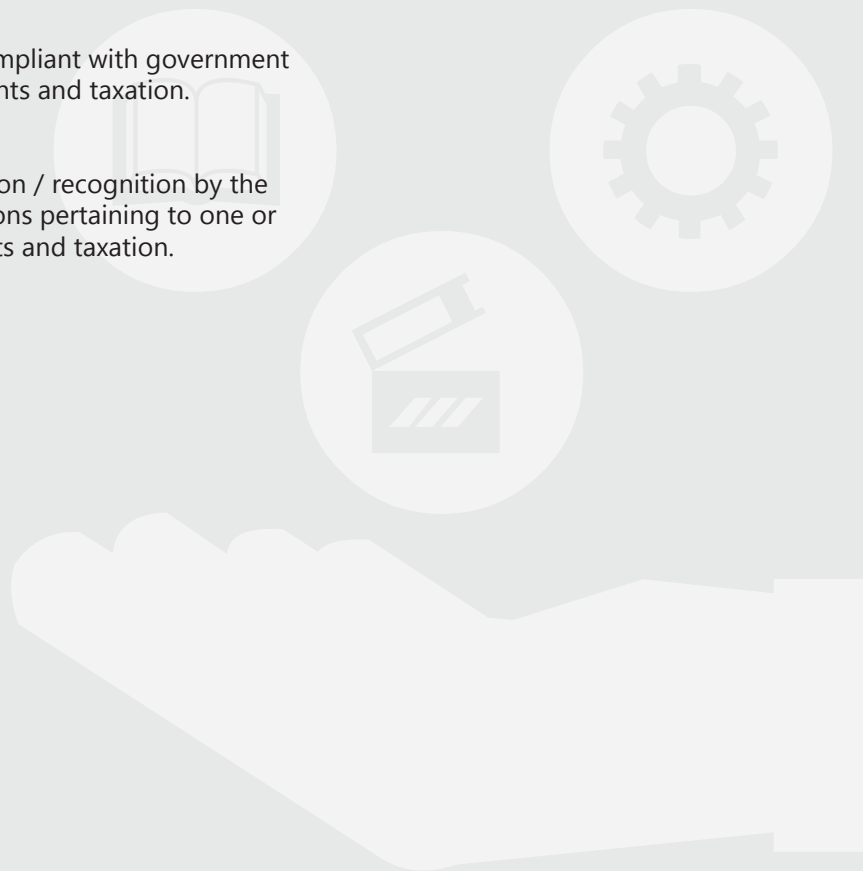 mpliant with government
nts and taxation.
on / recognition by the
ons pertaining to one or
ts and taxation.